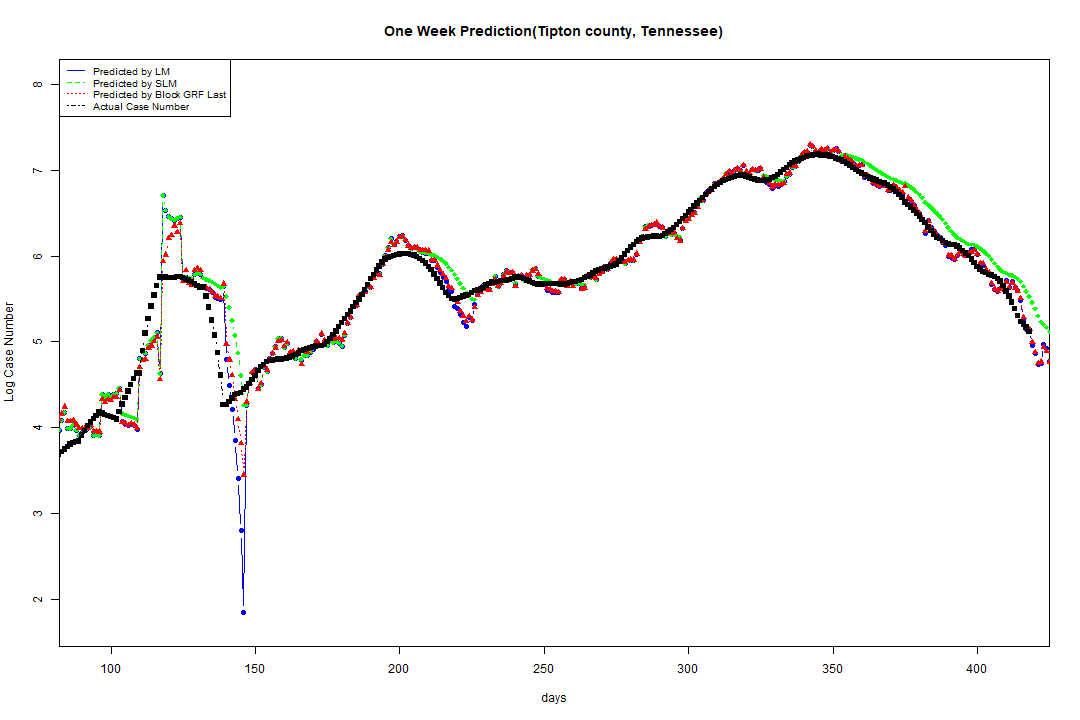 One Week Prediction(Tipton county, Tennessee)
Predicted by LM
Predicted by SLM
Predicted by Block GRF Last
Actual Case Number
8
7
6
5
4
3
2
Log Case Number
100 150 200 250 300 350 400
days